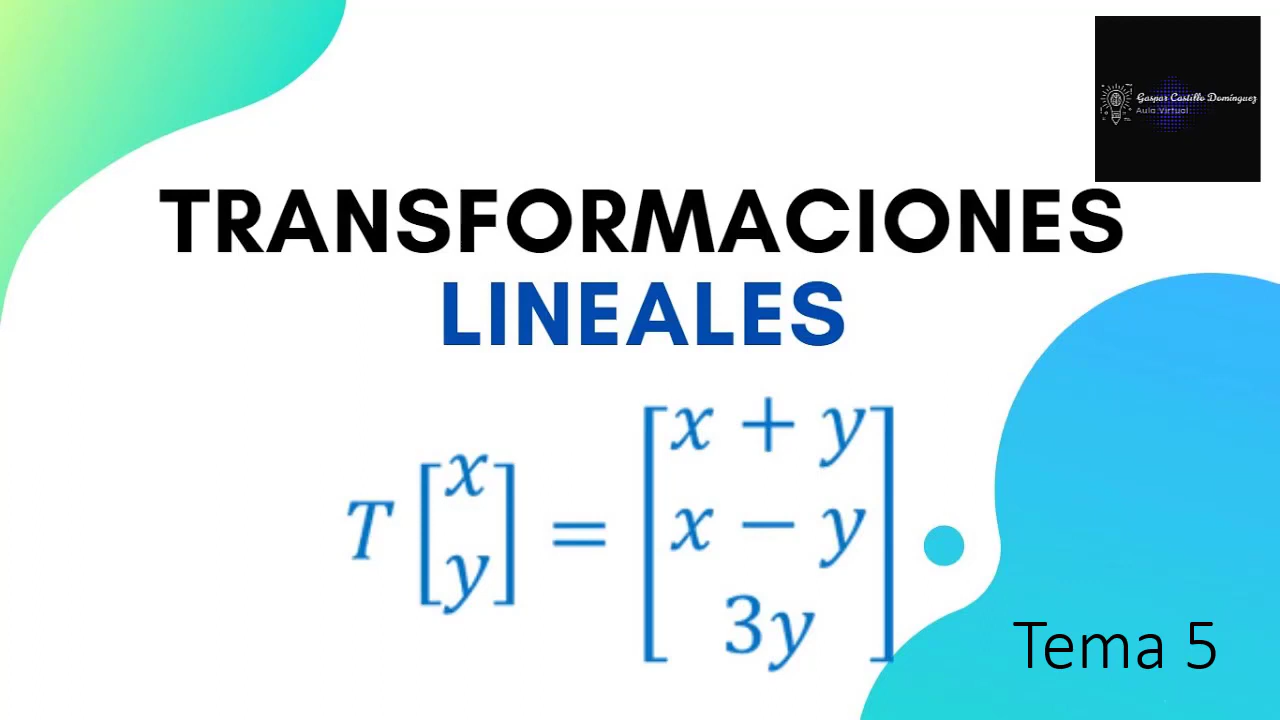 Gaspar Castillo Domínguez
Aula Virtual
TRANSFORMACIONES
LINEALES
T [x y] = [x + y x − y 3y]
Tema 5